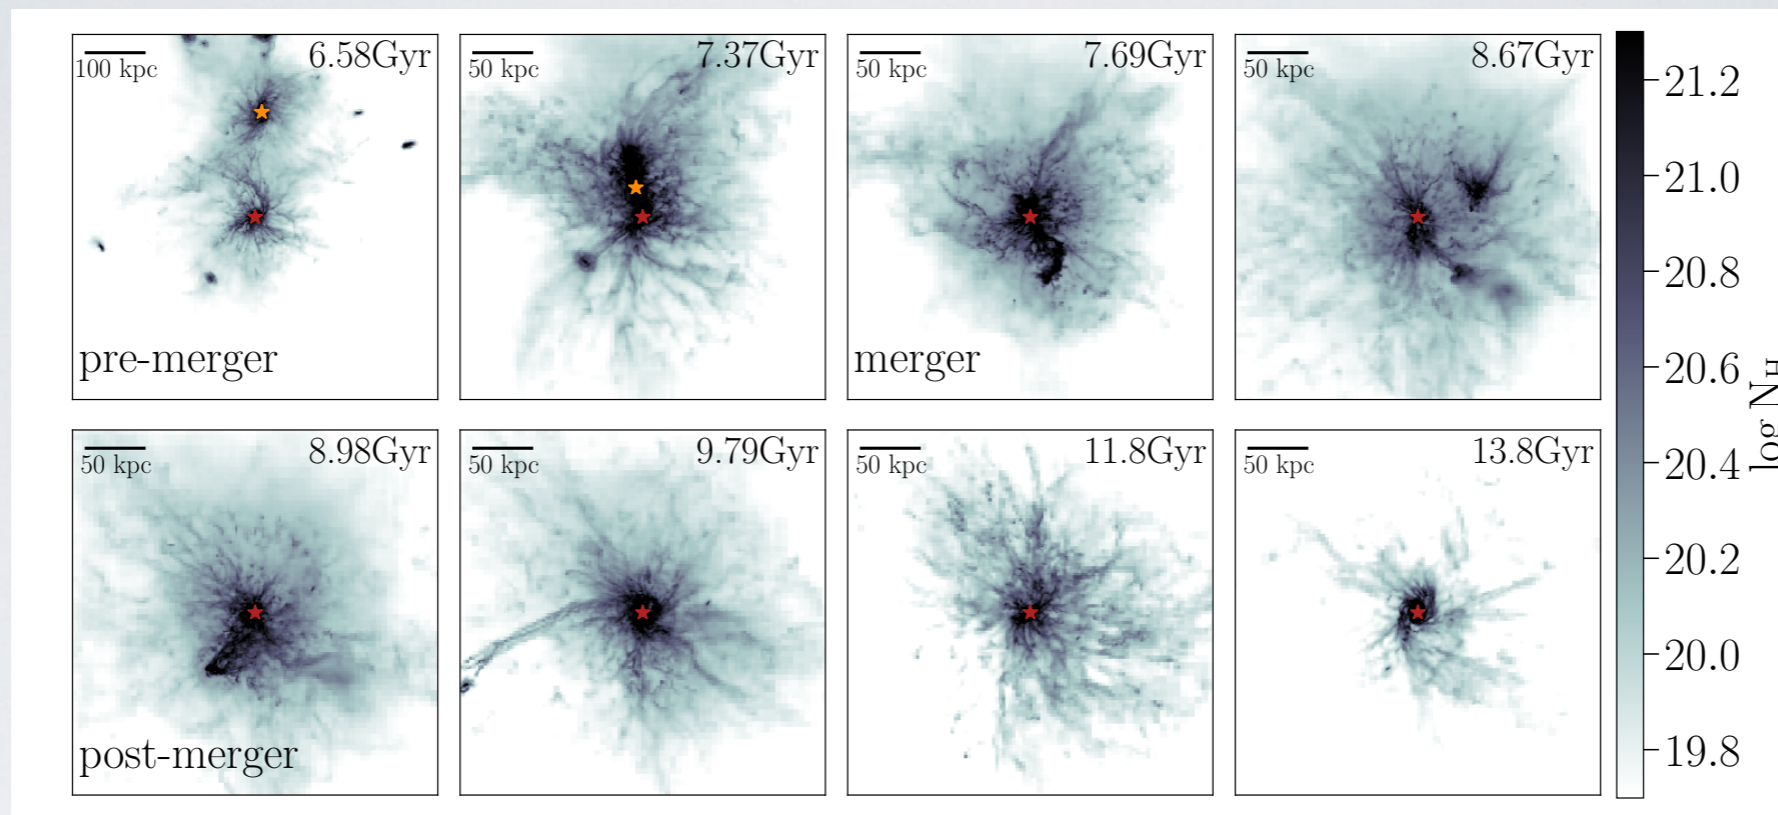 100 kpc
6.58Gyr
pre-merger
50 kpc
7.37Gyr
50 kpc
7.69Gyr
merger
50 kpc
8.67Gyr
50 kpc
8.98Gyr
post-merger
50 kpc
9.79Gyr
50 kpc
11.8Gyr
50 kpc
13.8Gyr
21.2
21.0
20.8
20.6
20.4
20.2
20.0
19.8
log N_H